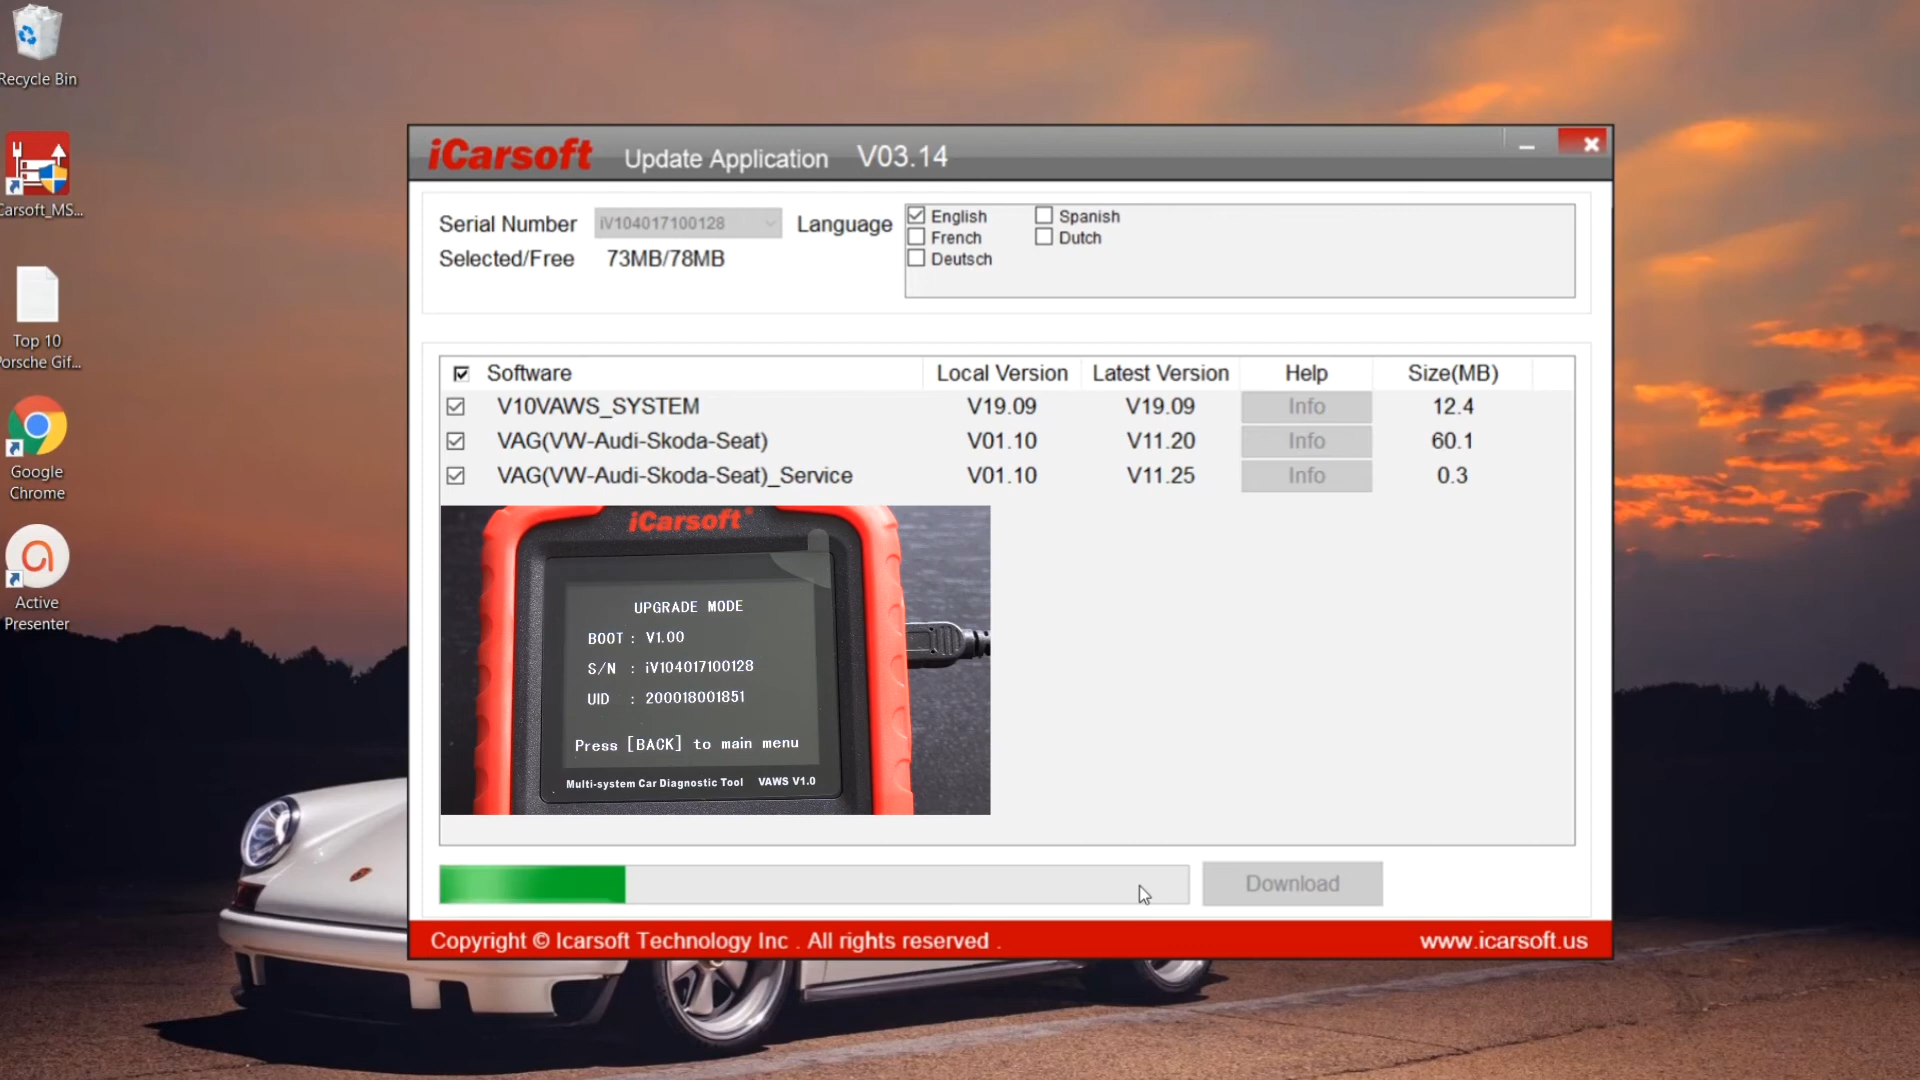 Recycle Bin
Carsoft_MS...
Top 10
Porsche Gif...
Google
Chrome
Active
Presenter
iCarsoft Update Application V03.14
Serial Number iV104017100128 Language English Spanish
French Dutch
Selected/Free 73MB/78MB Deutsch
Software Local Version Latest Version Help Size(MB)
V10VAWS_SYSTEM V19.09 V19.09 Info 12.4
VAG(VW-Audi-Skoda-Seat) V01.10 V11.20 Info 60.1
VAG(VW-Audi-Skoda-Seat)_Service V01.10 V11.25 Info 0.3
iCarsoft®
UPGRADE MODE
BOOT : V1.00
S/N : iV104017100128
UID : 200018001851
Press [BACK] to main menu
Multi-system Car Diagnostic Tool VAWS V1.0
Download
Copyright © Icarsoft Technology Inc . All rights reserved . www.icarsoft.us